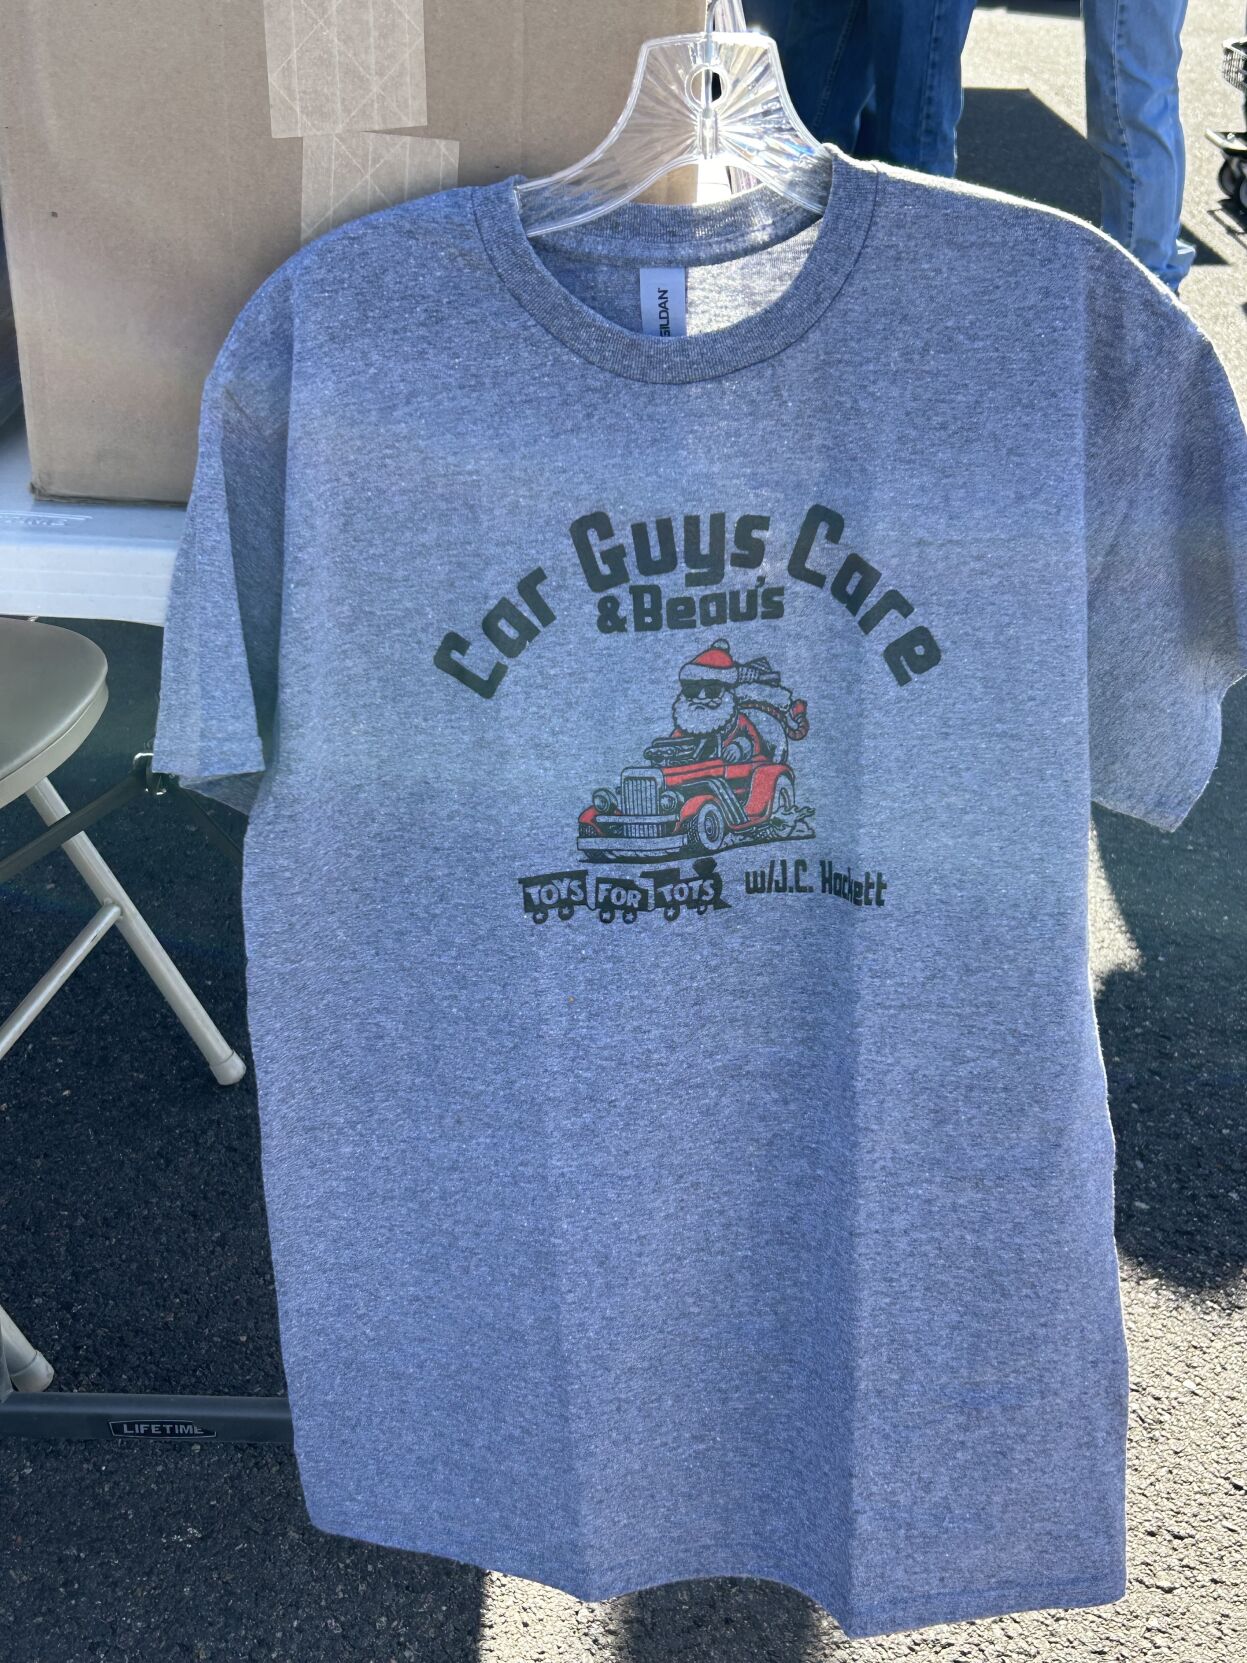 GILDAN
Car Guys Care
& Beau's
TOYS FOR TOTS
w/J.C. Hackett
LIFETIME